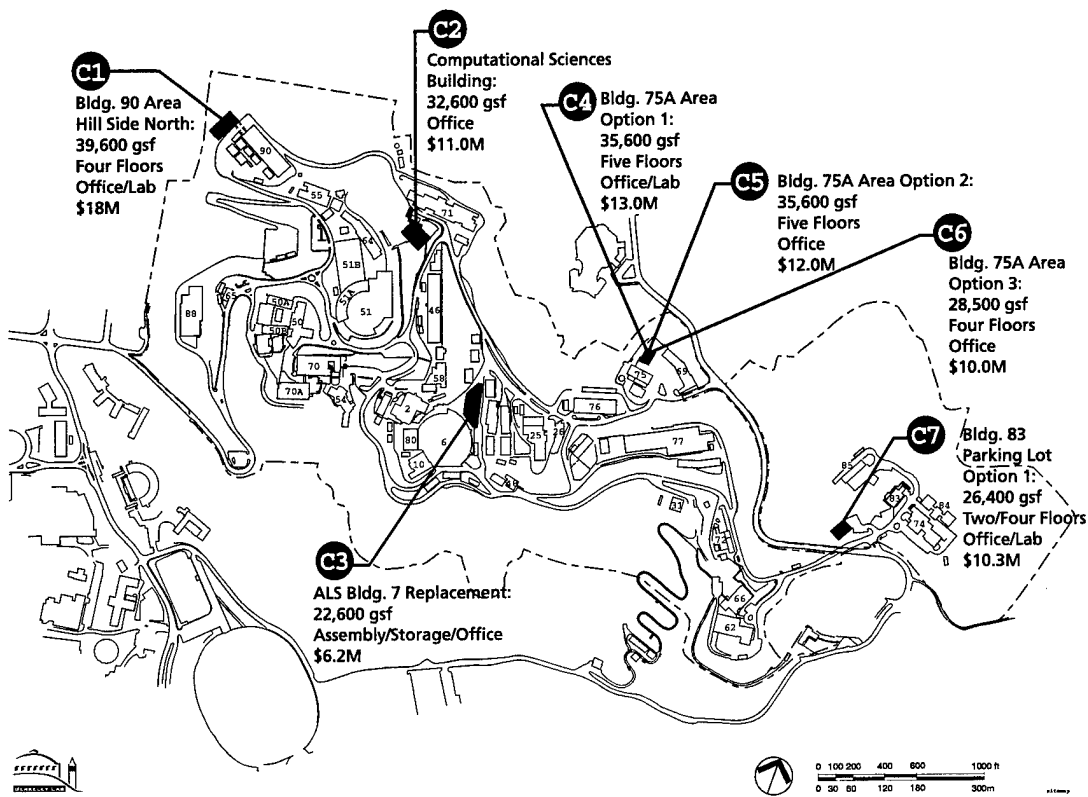 C1
Bldg. 90 Area
Hill Side North:
39,600 gsf
Four Floors
Office/Lab
$18M
C2
Computational Sciences
Building:
32,600 gsf
Office
$11.0M
C4
Bldg. 75A Area
Option 1:
35,600 gsf
Five Floors
Office/Lab
$13.0M
C5
Bldg. 75A Area Option 2:
35,600 gsf
Five Floors
Office
$12.0M
C6
Bldg. 75A Area
Option 3:
28,500 gsf
Four Floors
Office
$10.0M
C7
Bldg. 83
Parking Lot
Option 1:
26,400 gsf
Two/Four Floors
Office/Lab
$10.3M
C3
ALS Bldg. 7 Replacement:
22,600 gsf
Assembly/Storage/Office
$6.2M
90
55
71
64
51B
51A
51
46
65
88
50A
50
50B
70
70A
54
58
2
80
6
10
25
26
76
75
69
77
31
72
66
62
85
83
84
74
BERKELEY LAB
0 100 200 400 600 1000 ft
0 30 60 120 180 300m